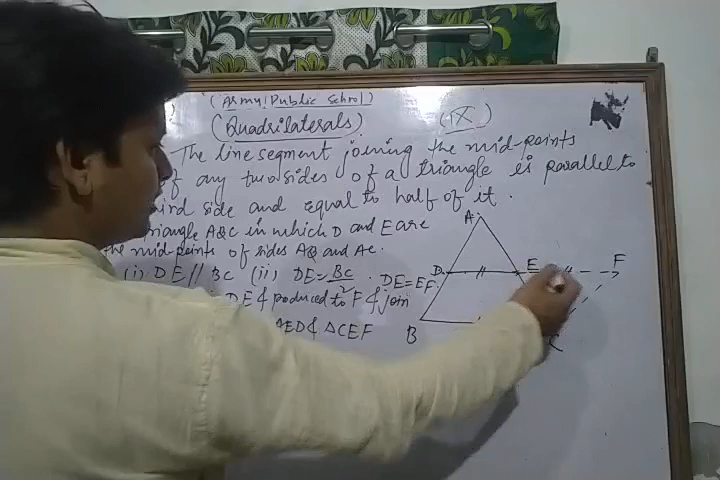 (Army Public School)
(Quadrilaterals) (IX)
The line segment joining the mid-points
of any two sides of a triangle is parallel to
side and equal to half of it.
triangle ABC in which D and E are
the mid-points of sides AB and AC.
(i) DE // BC (ii) DE = BC/2 . DE = EF
DE & produced to F & join
AED & △CEF
A
D E F
B C